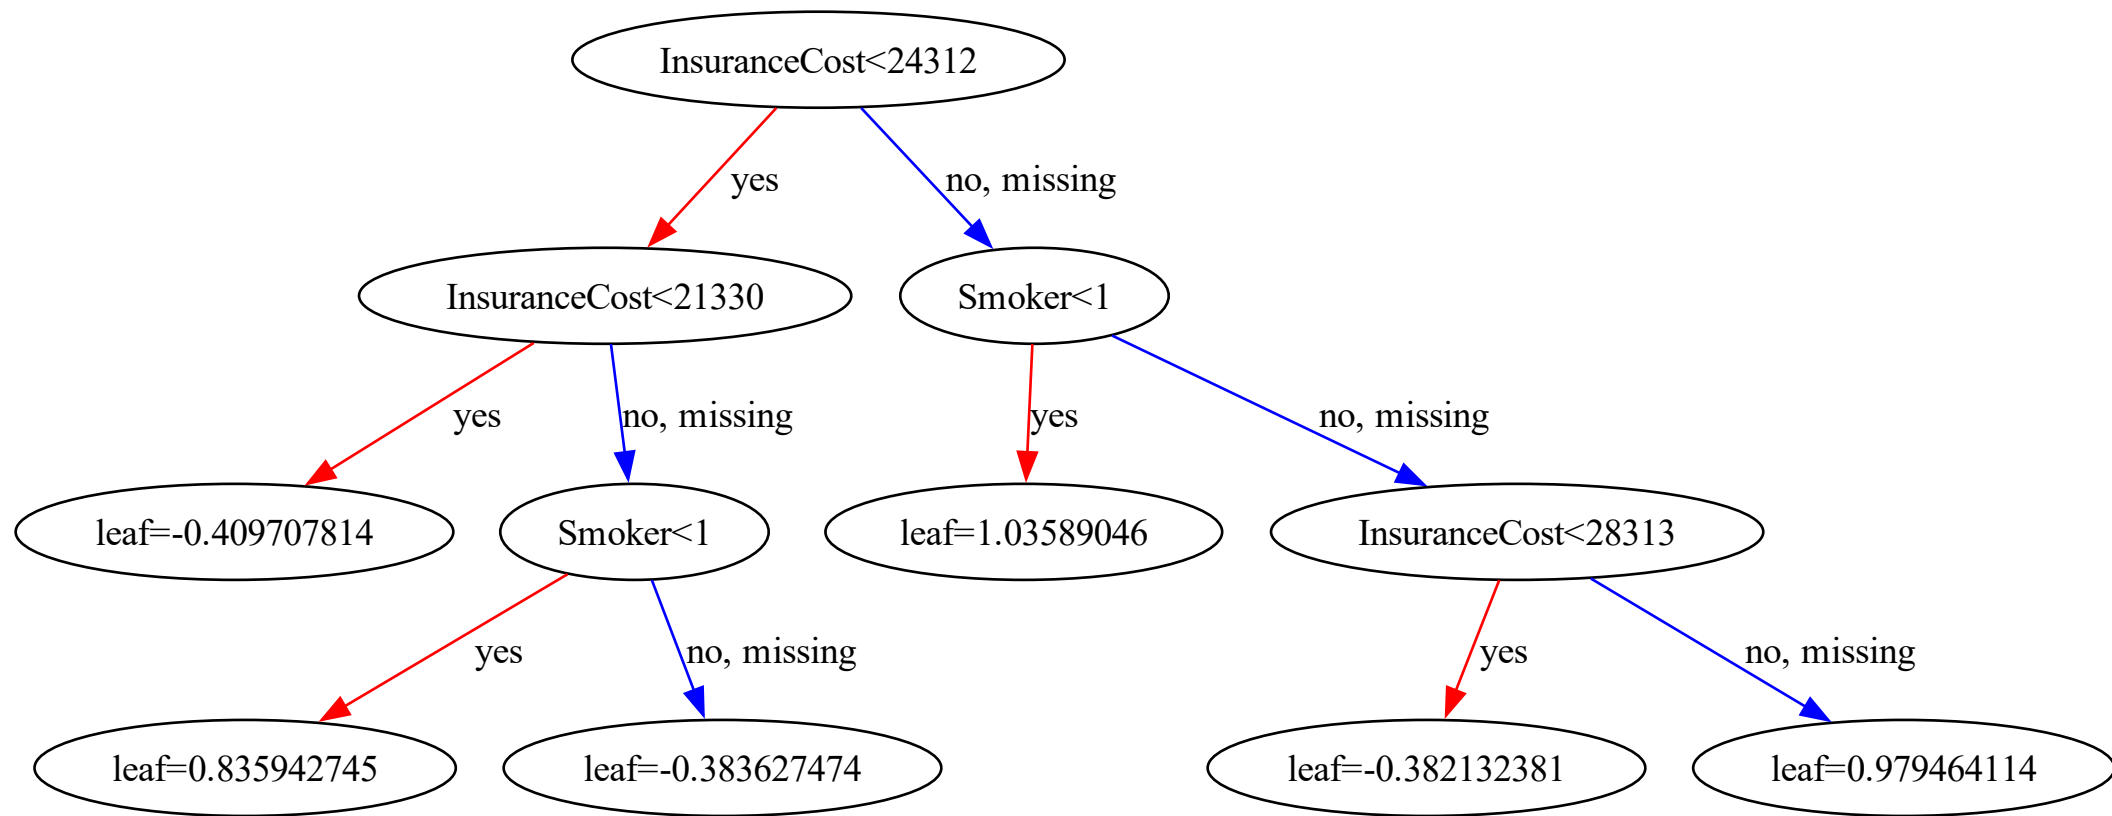 InsuranceCost<24312
yes
no, missing
InsuranceCost<21330
Smoker<1
yes
no, missing
yes
no, missing
leaf=-0.409707814
Smoker<1
leaf=1.03589046
InsuranceCost<28313
yes
no, missing
yes
no, missing
leaf=0.835942745
leaf=-0.383627474
leaf=-0.382132381
leaf=0.979464114